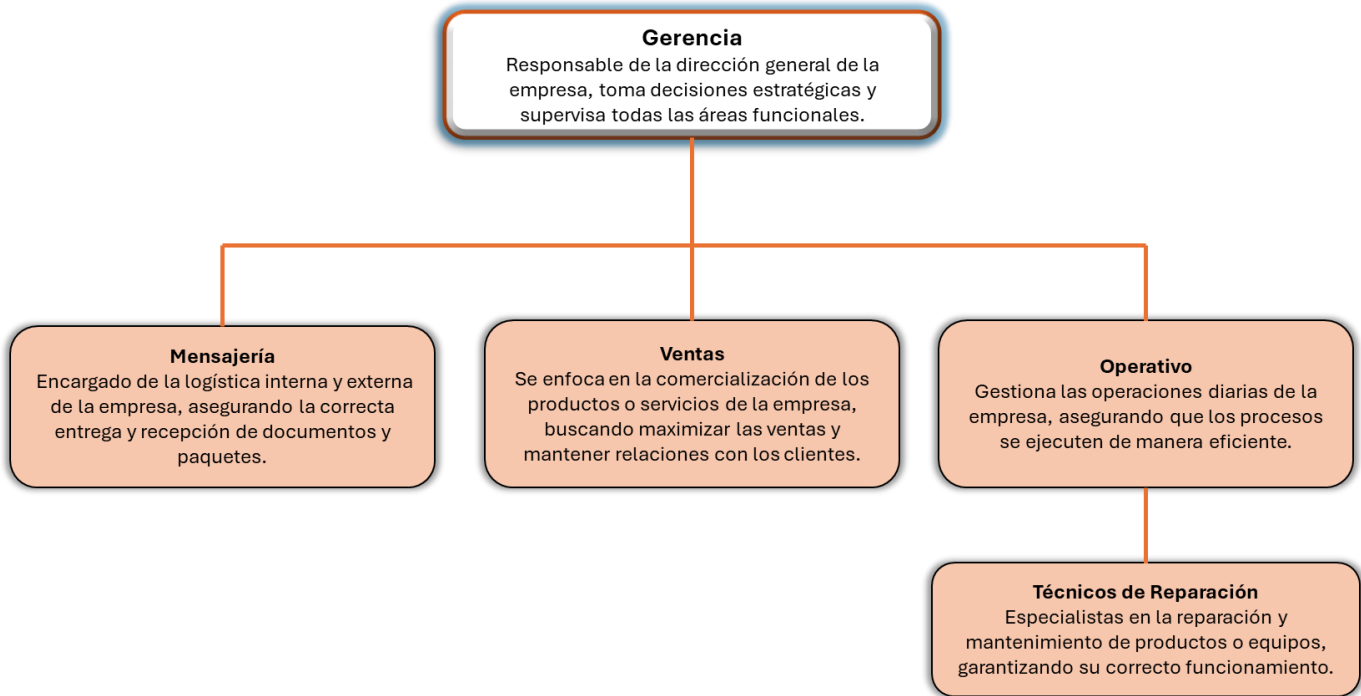 Gerencia
Responsable de la dirección general de la
empresa, toma decisiones estratégicas y
supervisa todas las áreas funcionales.
Mensajería
Encargado de la logística interna y externa
de la empresa, asegurando la correcta
entrega y recepción de documentos y
paquetes.
Ventas
Se enfoca en la comercialización de los
productos o servicios de la empresa,
buscando maximizar las ventas y
mantener relaciones con los clientes.
Operativo
Gestiona las operaciones diarias de la
empresa, asegurando que los procesos
se ejecuten de manera eficiente.
Técnicos de Reparación
Especialistas en la reparación y
mantenimiento de productos o equipos,
garantizando su correcto funcionamiento.